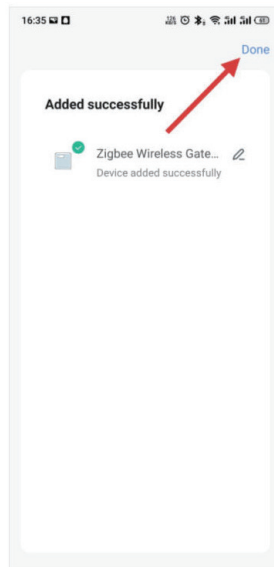 16:35
Done
Added successfully
Zigbee Wireless Gate...
Device added successfully